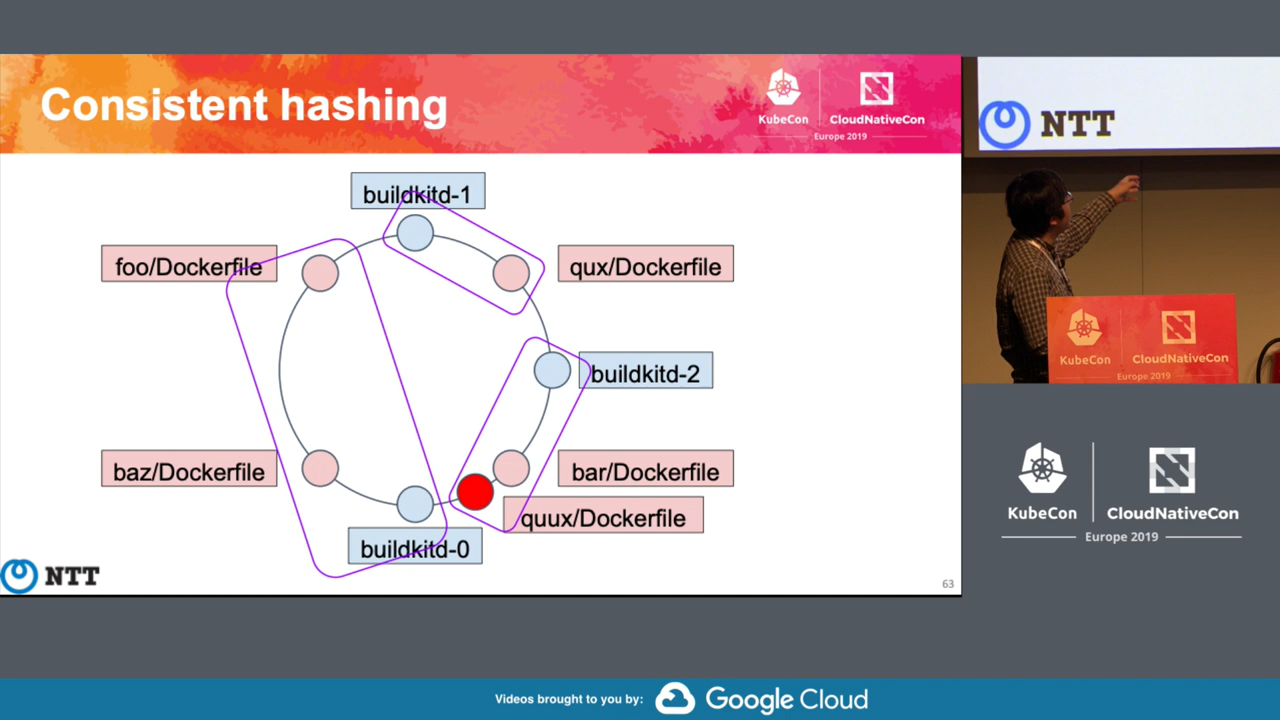 Consistent hashing
KubeCon
CloudNativeCon
Europe 2019
NTT
buildkitd-1
foo/Dockerfile
qux/Dockerfile
buildkitd-2
baz/Dockerfile
bar/Dockerfile
quux/Dockerfile
buildkitd-0
NTT
63
KubeCon
CloudNativeCon
Europe 2019
KubeCon
CloudNativeCon
Europe 2019
Videos brought to you by:
Google Cloud